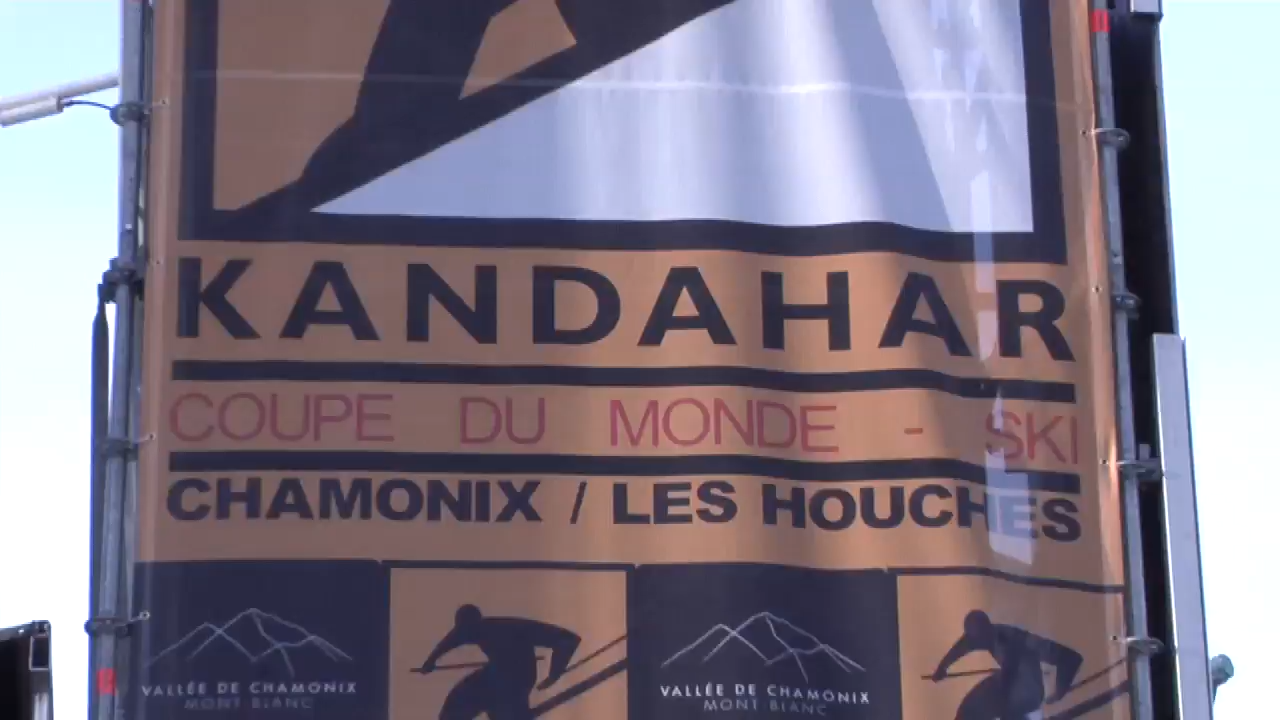 KANDAHAR
COUPE DU MONDE - SKI
CHAMONIX / LES HOUCHES
VALLÉE DE CHAMONIX
MONT-BLANC
VALLÉE DE CHAMONIX
MONT-BLANC